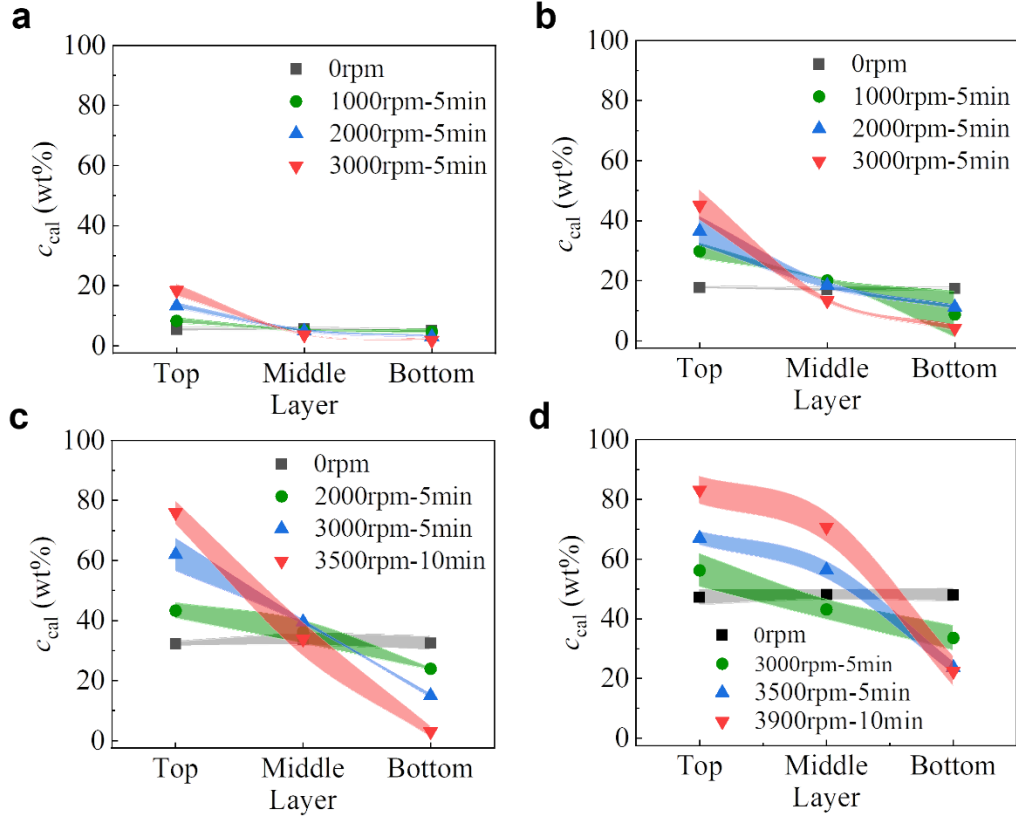 a
100
80
60
40
20
0
c_cal (wt%)
0rpm
1000rpm-5min
2000rpm-5min
3000rpm-5min
Top Middle Bottom
Layer
b
100
80
60
40
20
0
c_cal (wt%)
0rpm
1000rpm-5min
2000rpm-5min
3000rpm-5min
Top Middle Bottom
Layer
c
100
80
60
40
20
0
c_cal (wt%)
0rpm
2000rpm-5min
3000rpm-5min
3500rpm-10min
Top Middle Bottom
Layer
d
100
80
60
40
20
0
c_cal (wt%)
0rpm
3000rpm-5min
3500rpm-5min
3900rpm-10min
Top Middle Bottom
Layer